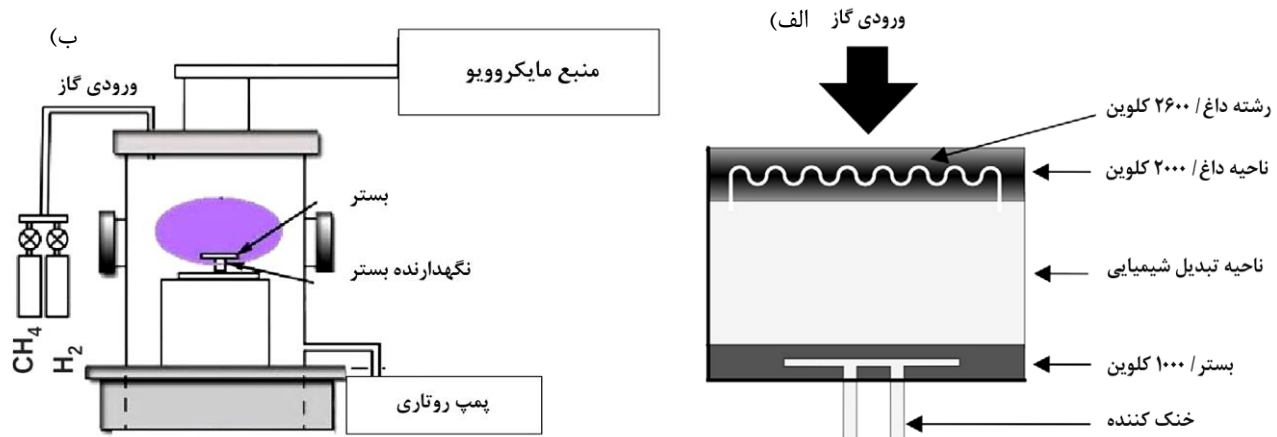 الف)
ورودی گاز
رشته داغ/ ۲۶۰۰ کلوین
ناحیه داغ/ ۲۰۰۰ کلوین
ناحیه تبدیل شیمیایی
بستر/ ۱۰۰۰ کلوین
خنک کننده
ب)
منبع مایکروویو
ورودی گاز
بستر
نگهدارنده بستر
CH4
H2
پمپ روتاری